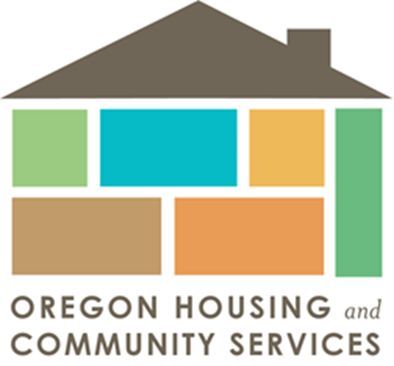 OREGON HOUSING and
COMMUNITY SERVICES